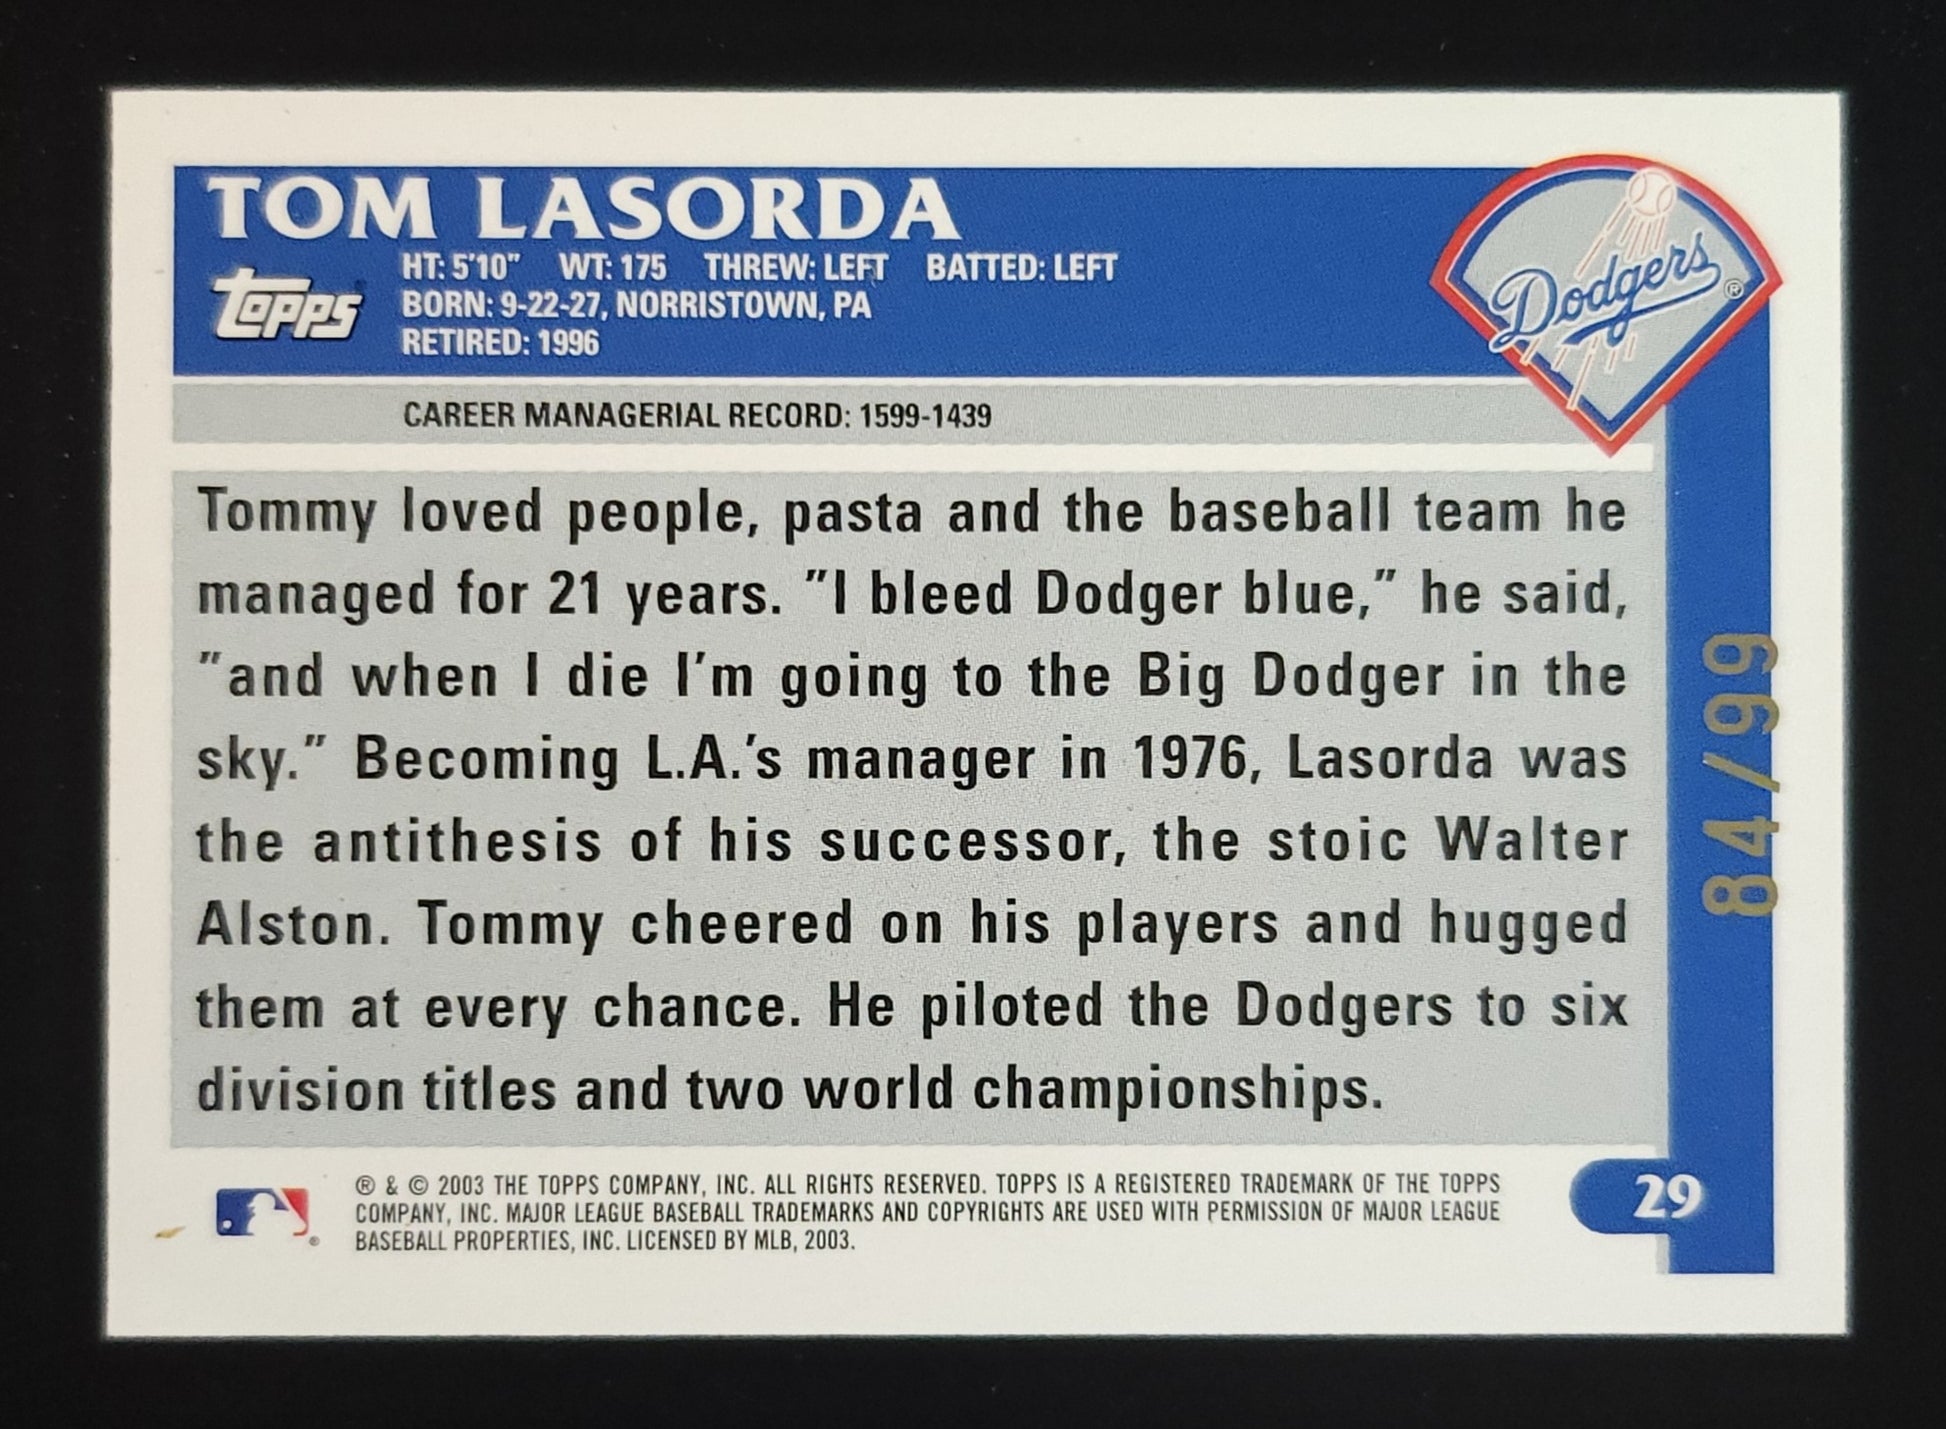 TOM LASORDA
Dodgers ®
topps
HT: 5'10" WT: 175 THREW: LEFT BATTED: LEFT
BORN: 9-22-27, NORRISTOWN, PA
RETIRED: 1996
CAREER MANAGERIAL RECORD: 1599-1439
Tommy loved people, pasta and the baseball team he
managed for 21 years. "I bleed Dodger blue," he said,
"and when I die I'm going to the Big Dodger in the
sky." Becoming L.A.'s manager in 1976, Lasorda was
the antithesis of his successor, the stoic Walter
Alston. Tommy cheered on his players and hugged
them at every chance. He piloted the Dodgers to six
division titles and two world championships.
84/99
® & © 2003 THE TOPPS COMPANY, INC. ALL RIGHTS RESERVED. TOPPS IS A REGISTERED TRADEMARK OF THE TOPPS
COMPANY, INC. MAJOR LEAGUE BASEBALL TRADEMARKS AND COPYRIGHTS ARE USED WITH PERMISSION OF MAJOR LEAGUE
BASEBALL PROPERTIES, INC. LICENSED BY MLB, 2003.
29